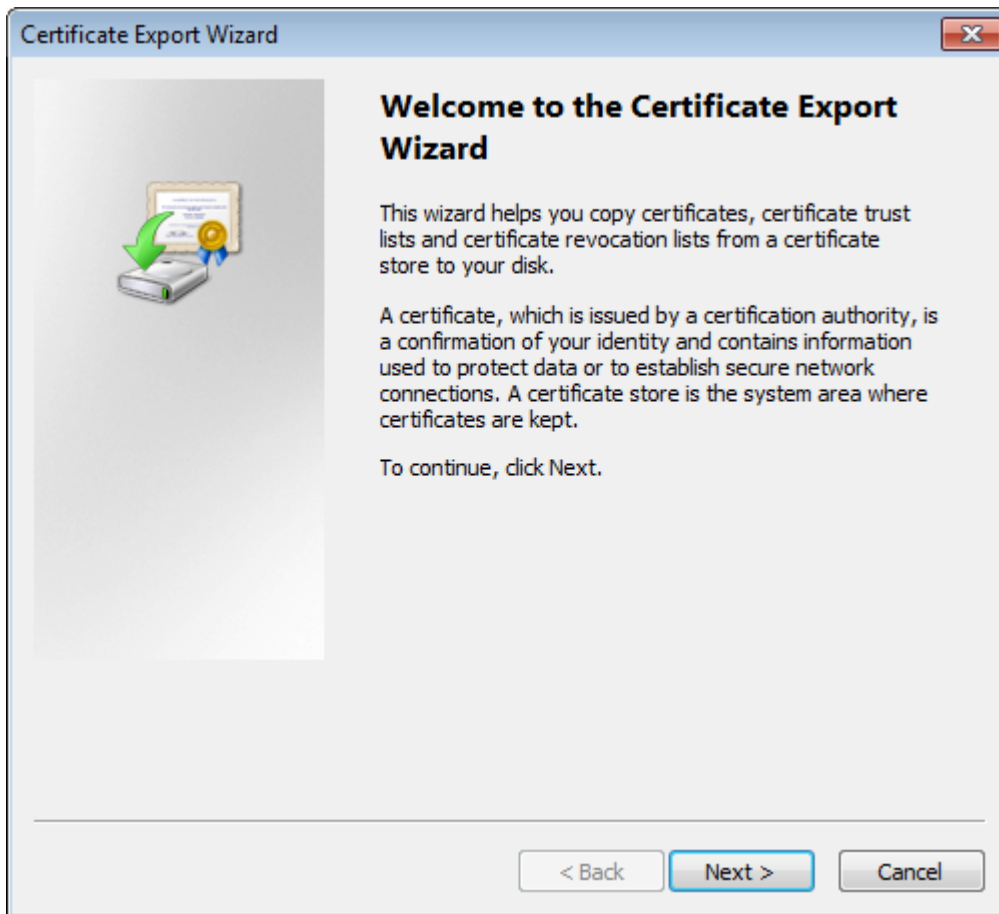 Certificate Export Wizard
Welcome to the Certificate Export
Wizard
This wizard helps you copy certificates, certificate trust
lists and certificate revocation lists from a certificate
store to your disk.
A certificate, which is issued by a certification authority, is
a confirmation of your identity and contains information
used to protect data or to establish secure network
connections. A certificate store is the system area where
certificates are kept.
To continue, click Next.
< Back
Next >
Cancel